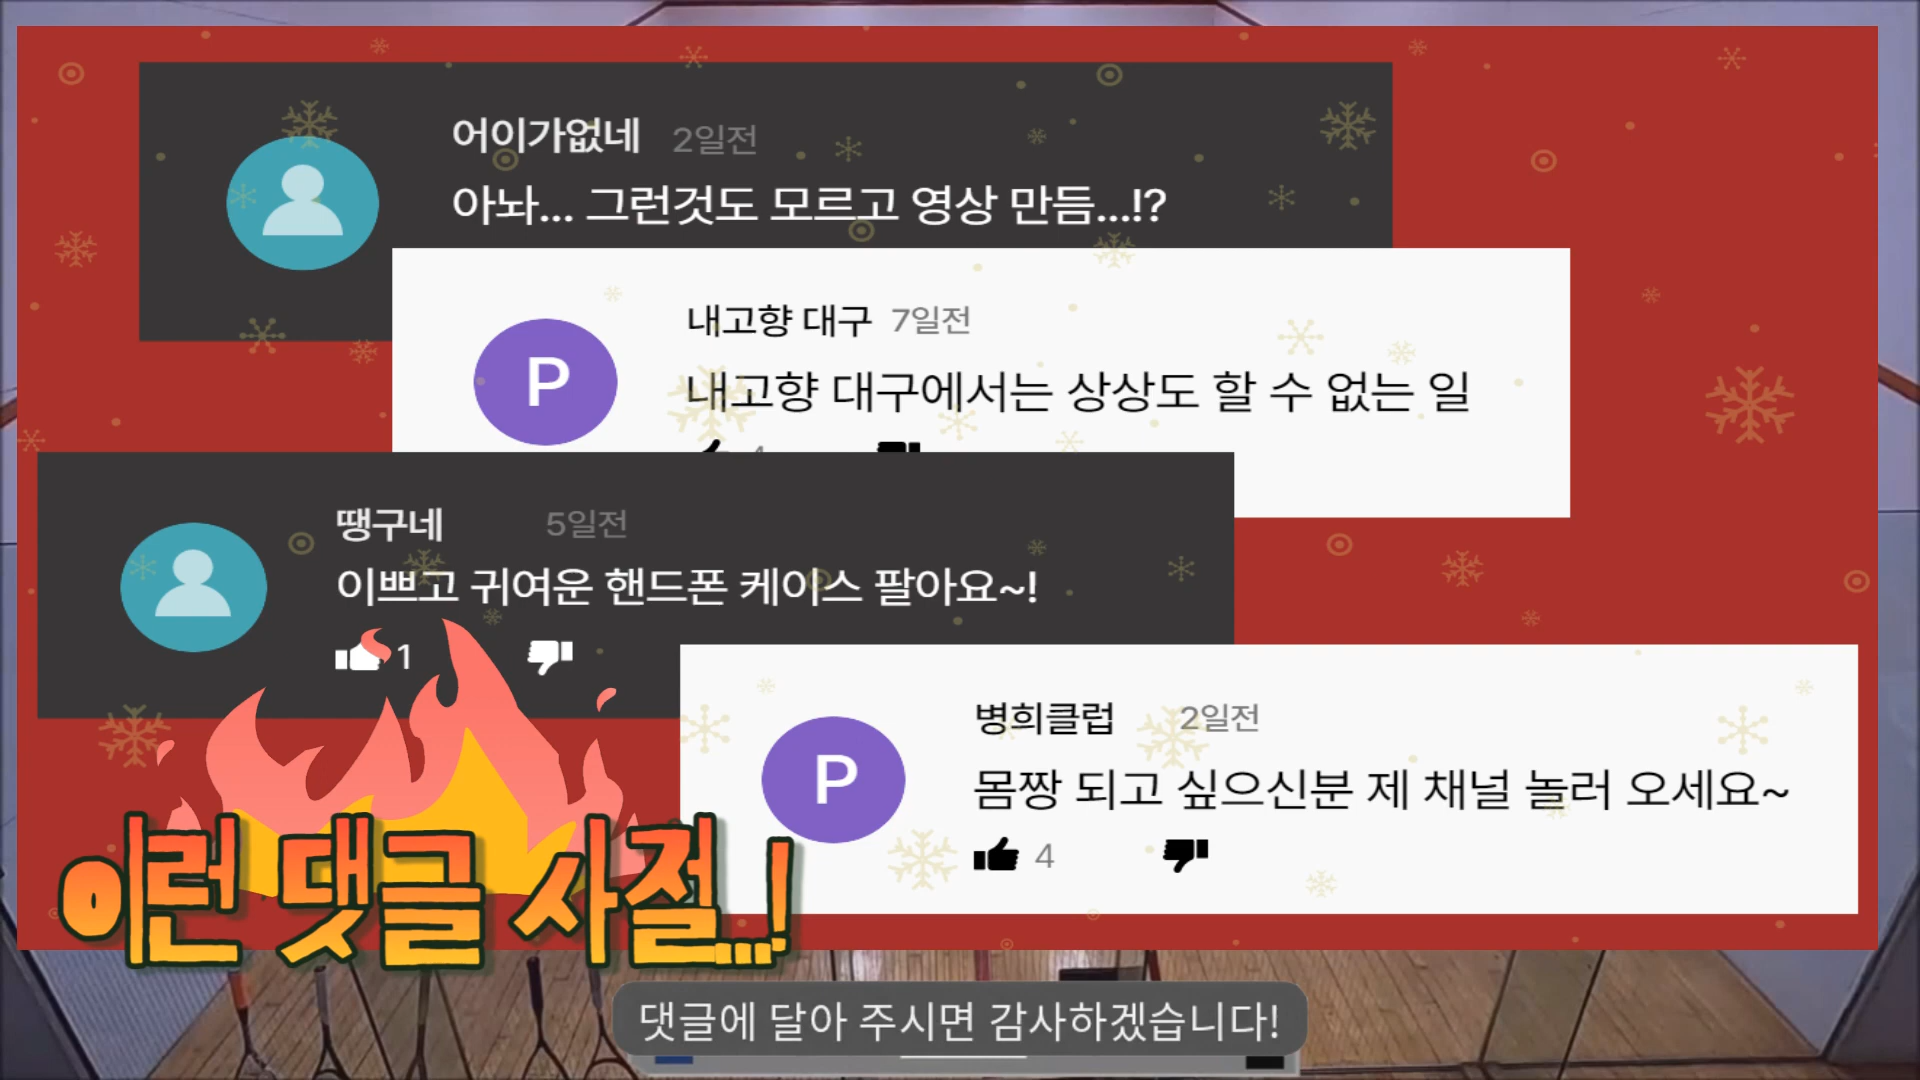 어이가없네 2일전
아놔... 그런것도 모르고 영상 만듬...!?
내고향 대구 7일전
내고향 대구에서는 상상도 할 수 없는 일
땡구네 5일전
이쁘고 귀여운 핸드폰 케이스 팔아요~!
1
P
병희클럽 2일전
몸짱 되고 싶으신분 제 채널 놀러 오세요~
P
4
이런 댓글 사절...!
댓글에 달아 주시면 감사하겠습니다!